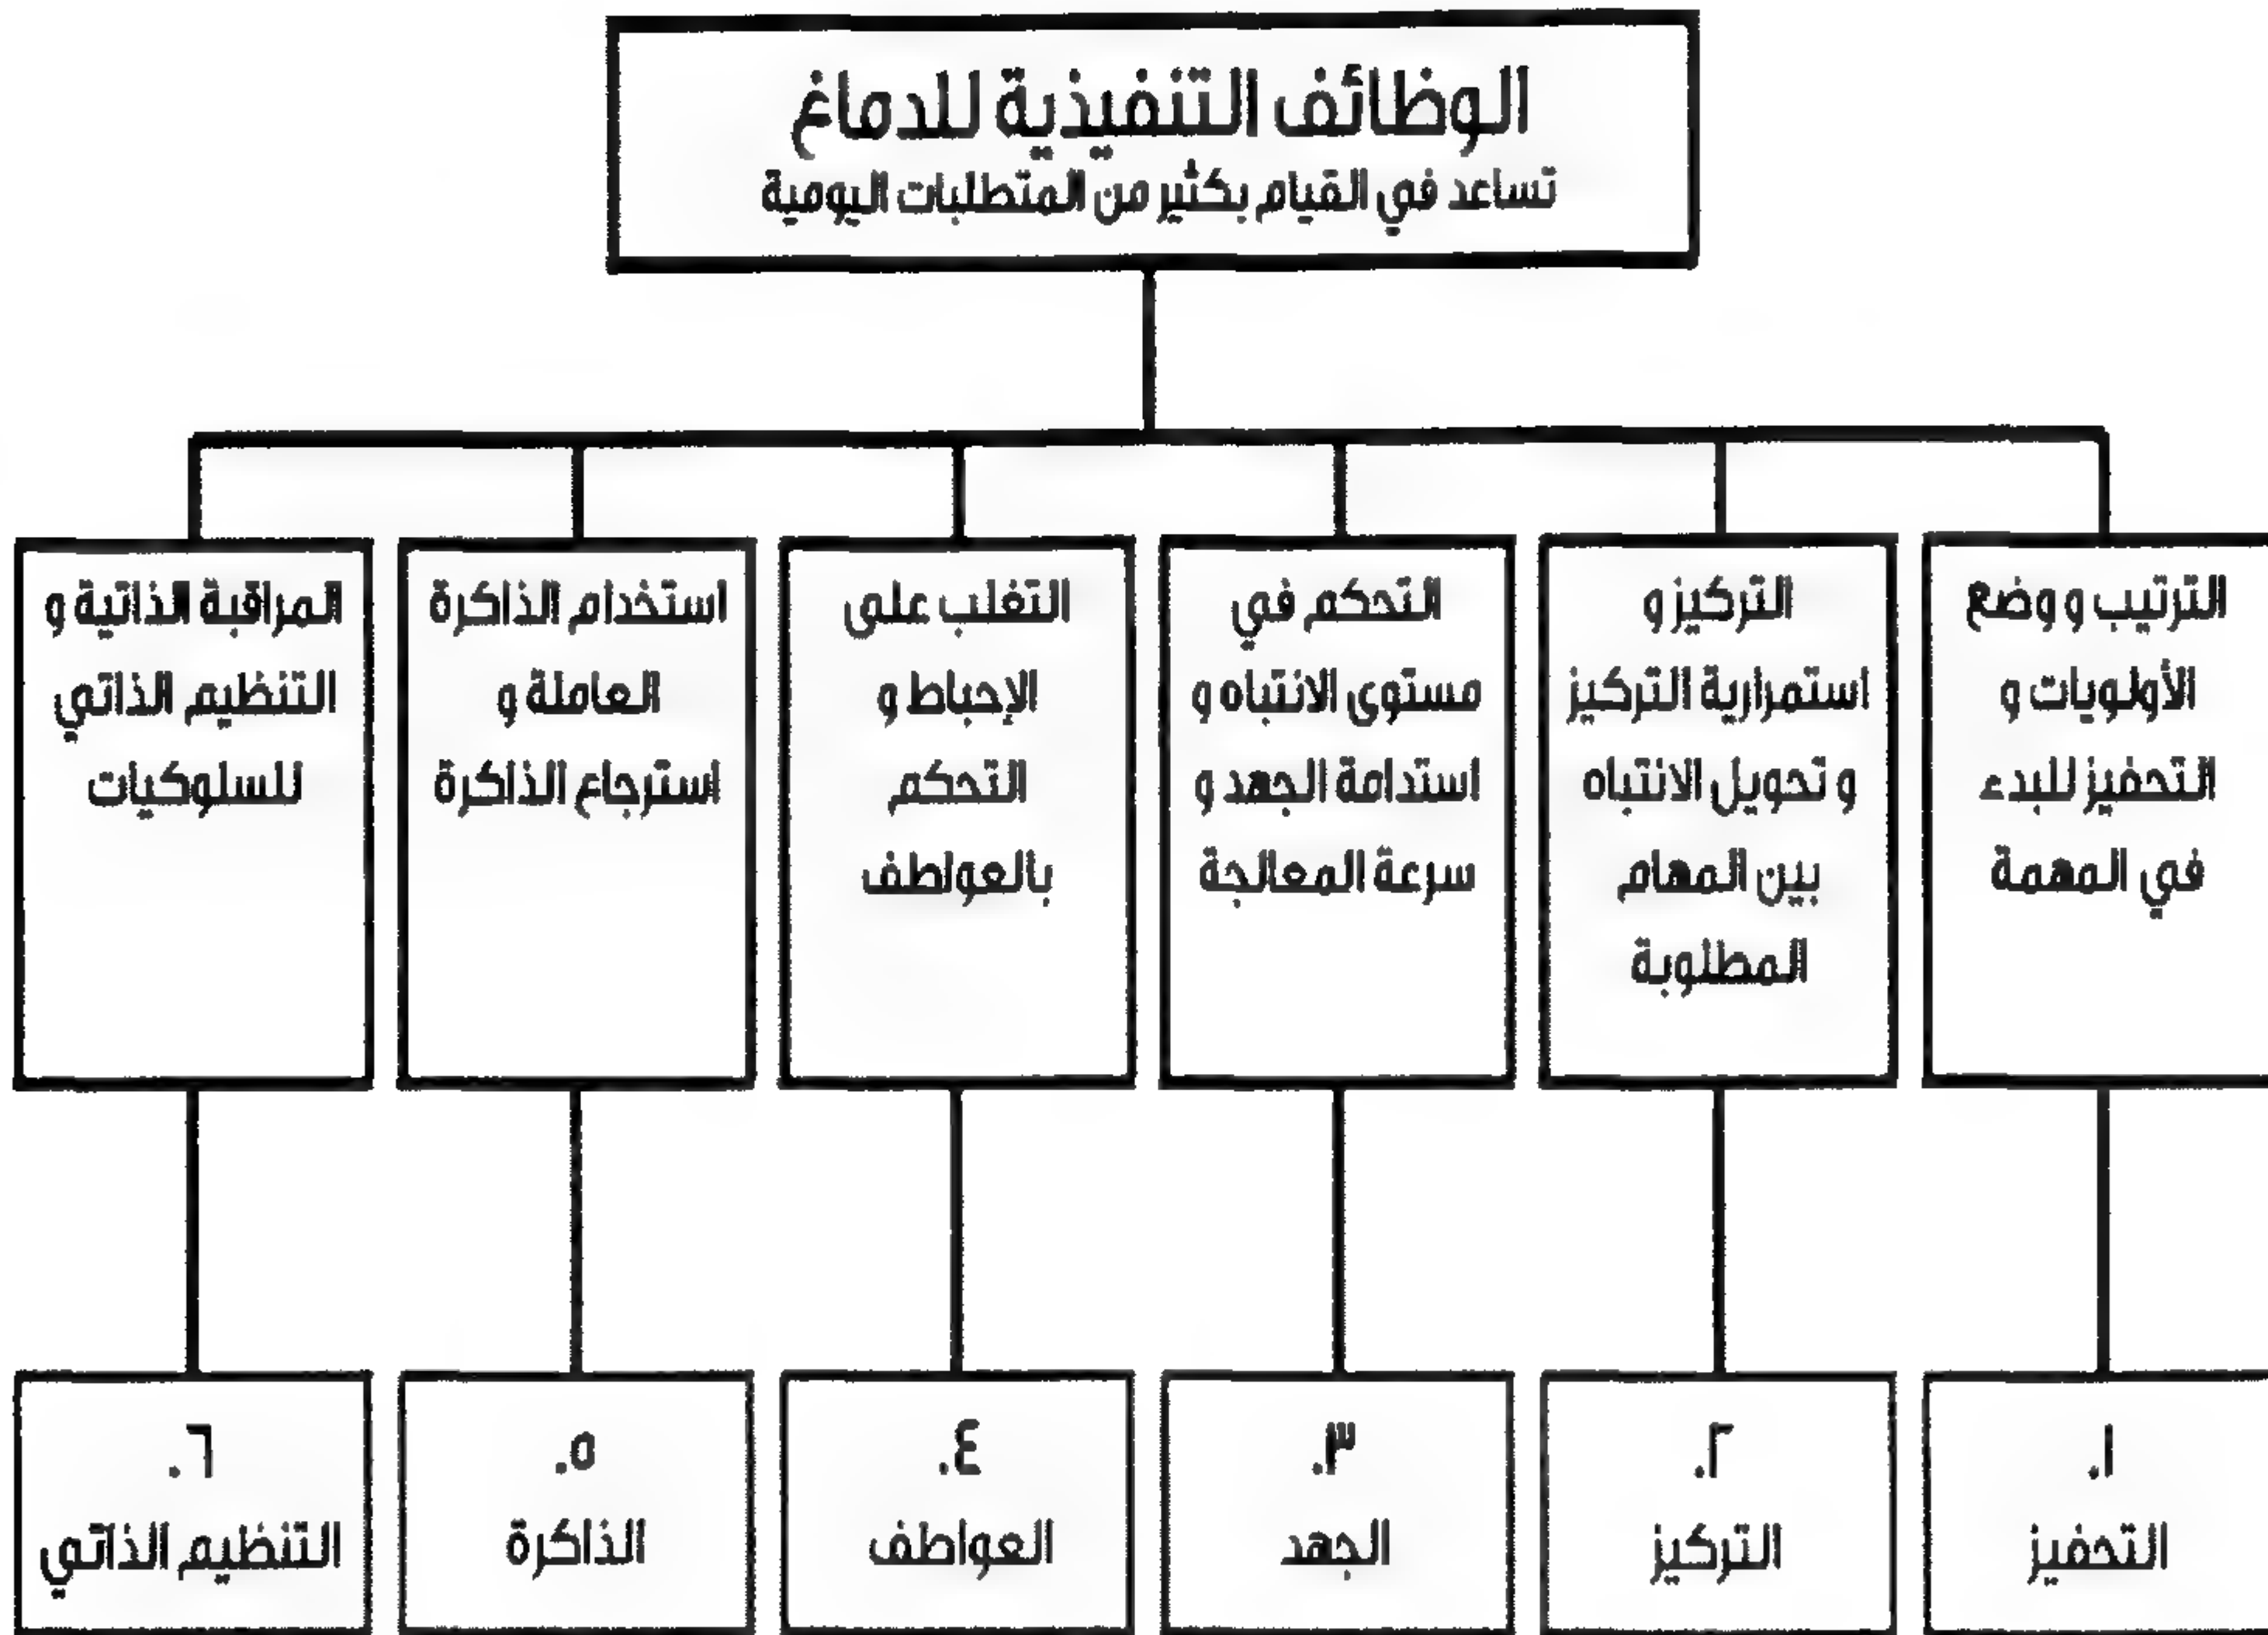 الوظائف التنفيذية للدماغ
تساعد في القيام بكثير من المتطلبات اليومية
الترتيب و وضع
الأولويات و
التحفيز للبدء
في المهمة
التركيز و
استمرارية التركيز
و تحويل الانتباه
بين المهام
المطلوبة
التحكم في
مستوى الانتباه و
استدامة الجهد و
سرعة المعالجة
التغلب على
الإحباط و
التحكم
بالعواطف
استخدام الذاكرة
العاملة و
استرجاع الذاكرة
المراقبة الذاتية و
التنظيم الذاتي
للسلوكيات
١.
التحفيز
٢.
التركيز
٣.
الجهد
٤.
العواطف
٥.
الذاكرة
٦.
التنظيم الذاتي